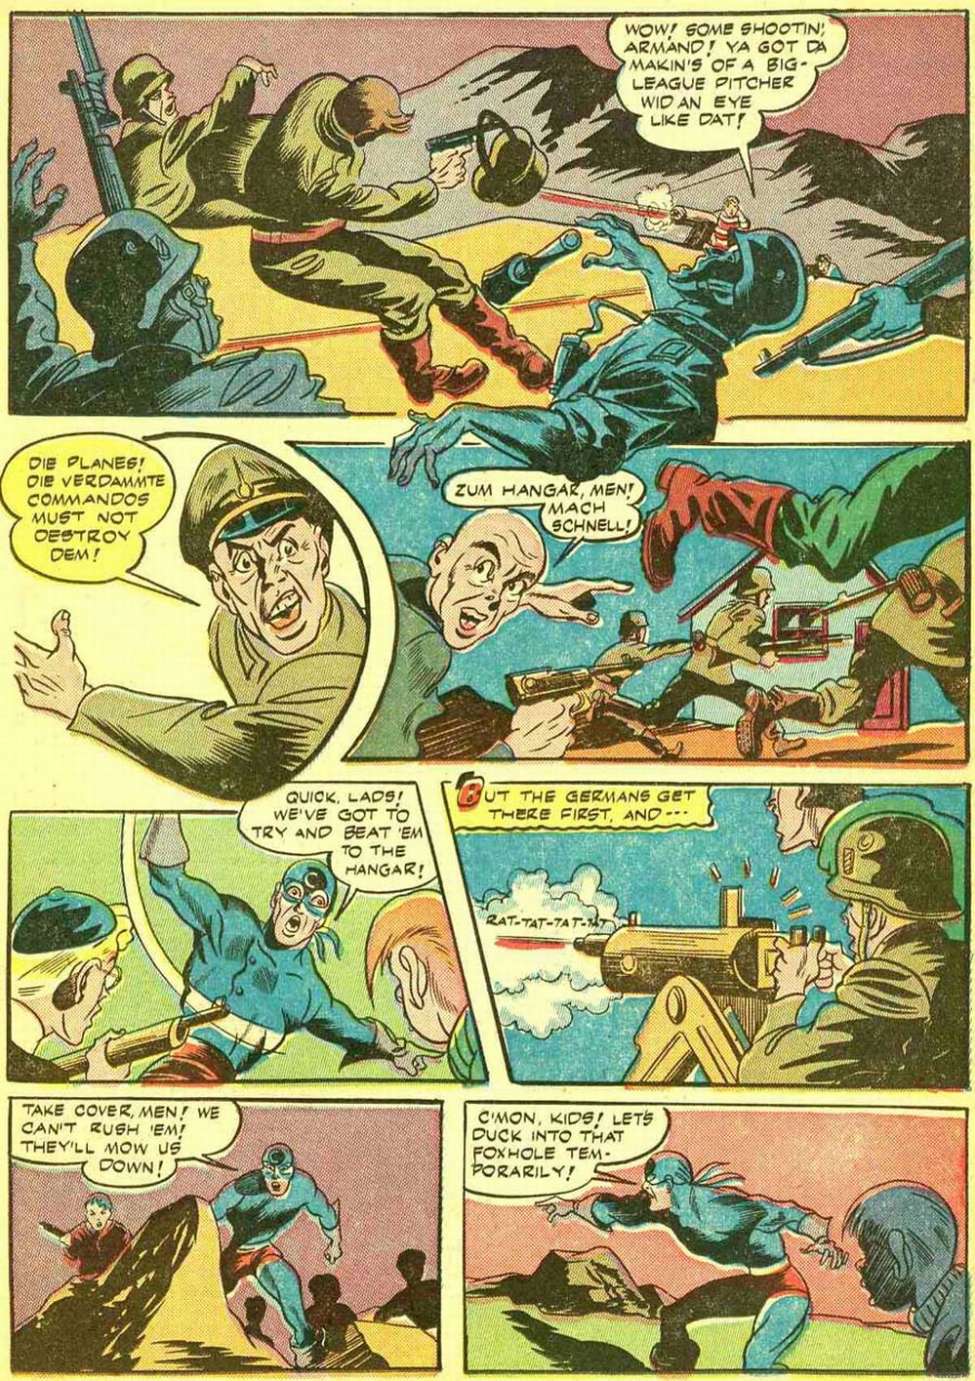 WOW! SOME SHOOTIN',
ARMAND! YA GOT DA
MAKIN'S OF A BIG-
LEAGUE PITCHER
WID AN EYE
LIKE DAT!
DIE PLANES!
DIE VERDAMMTE
COMMANDOS
MUST NOT
DESTROY
DEM!
ZUM HANGAR, MEN!
MACH
SCHNELL!
QUICK, LADS!
WE'VE GOT TO
TRY AND BEAT 'EM
TO THE
HANGAR!
BUT THE GERMANS GET
THERE FIRST, AND ---
RAT-TAT-TAT-TAT
TAKE COVER, MEN! WE
CAN'T RUSH 'EM!
THEY'LL MOW US
DOWN!
C'MON, KIDS! LET'S
DUCK INTO THAT
FOXHOLE TEM-
PORARILY!